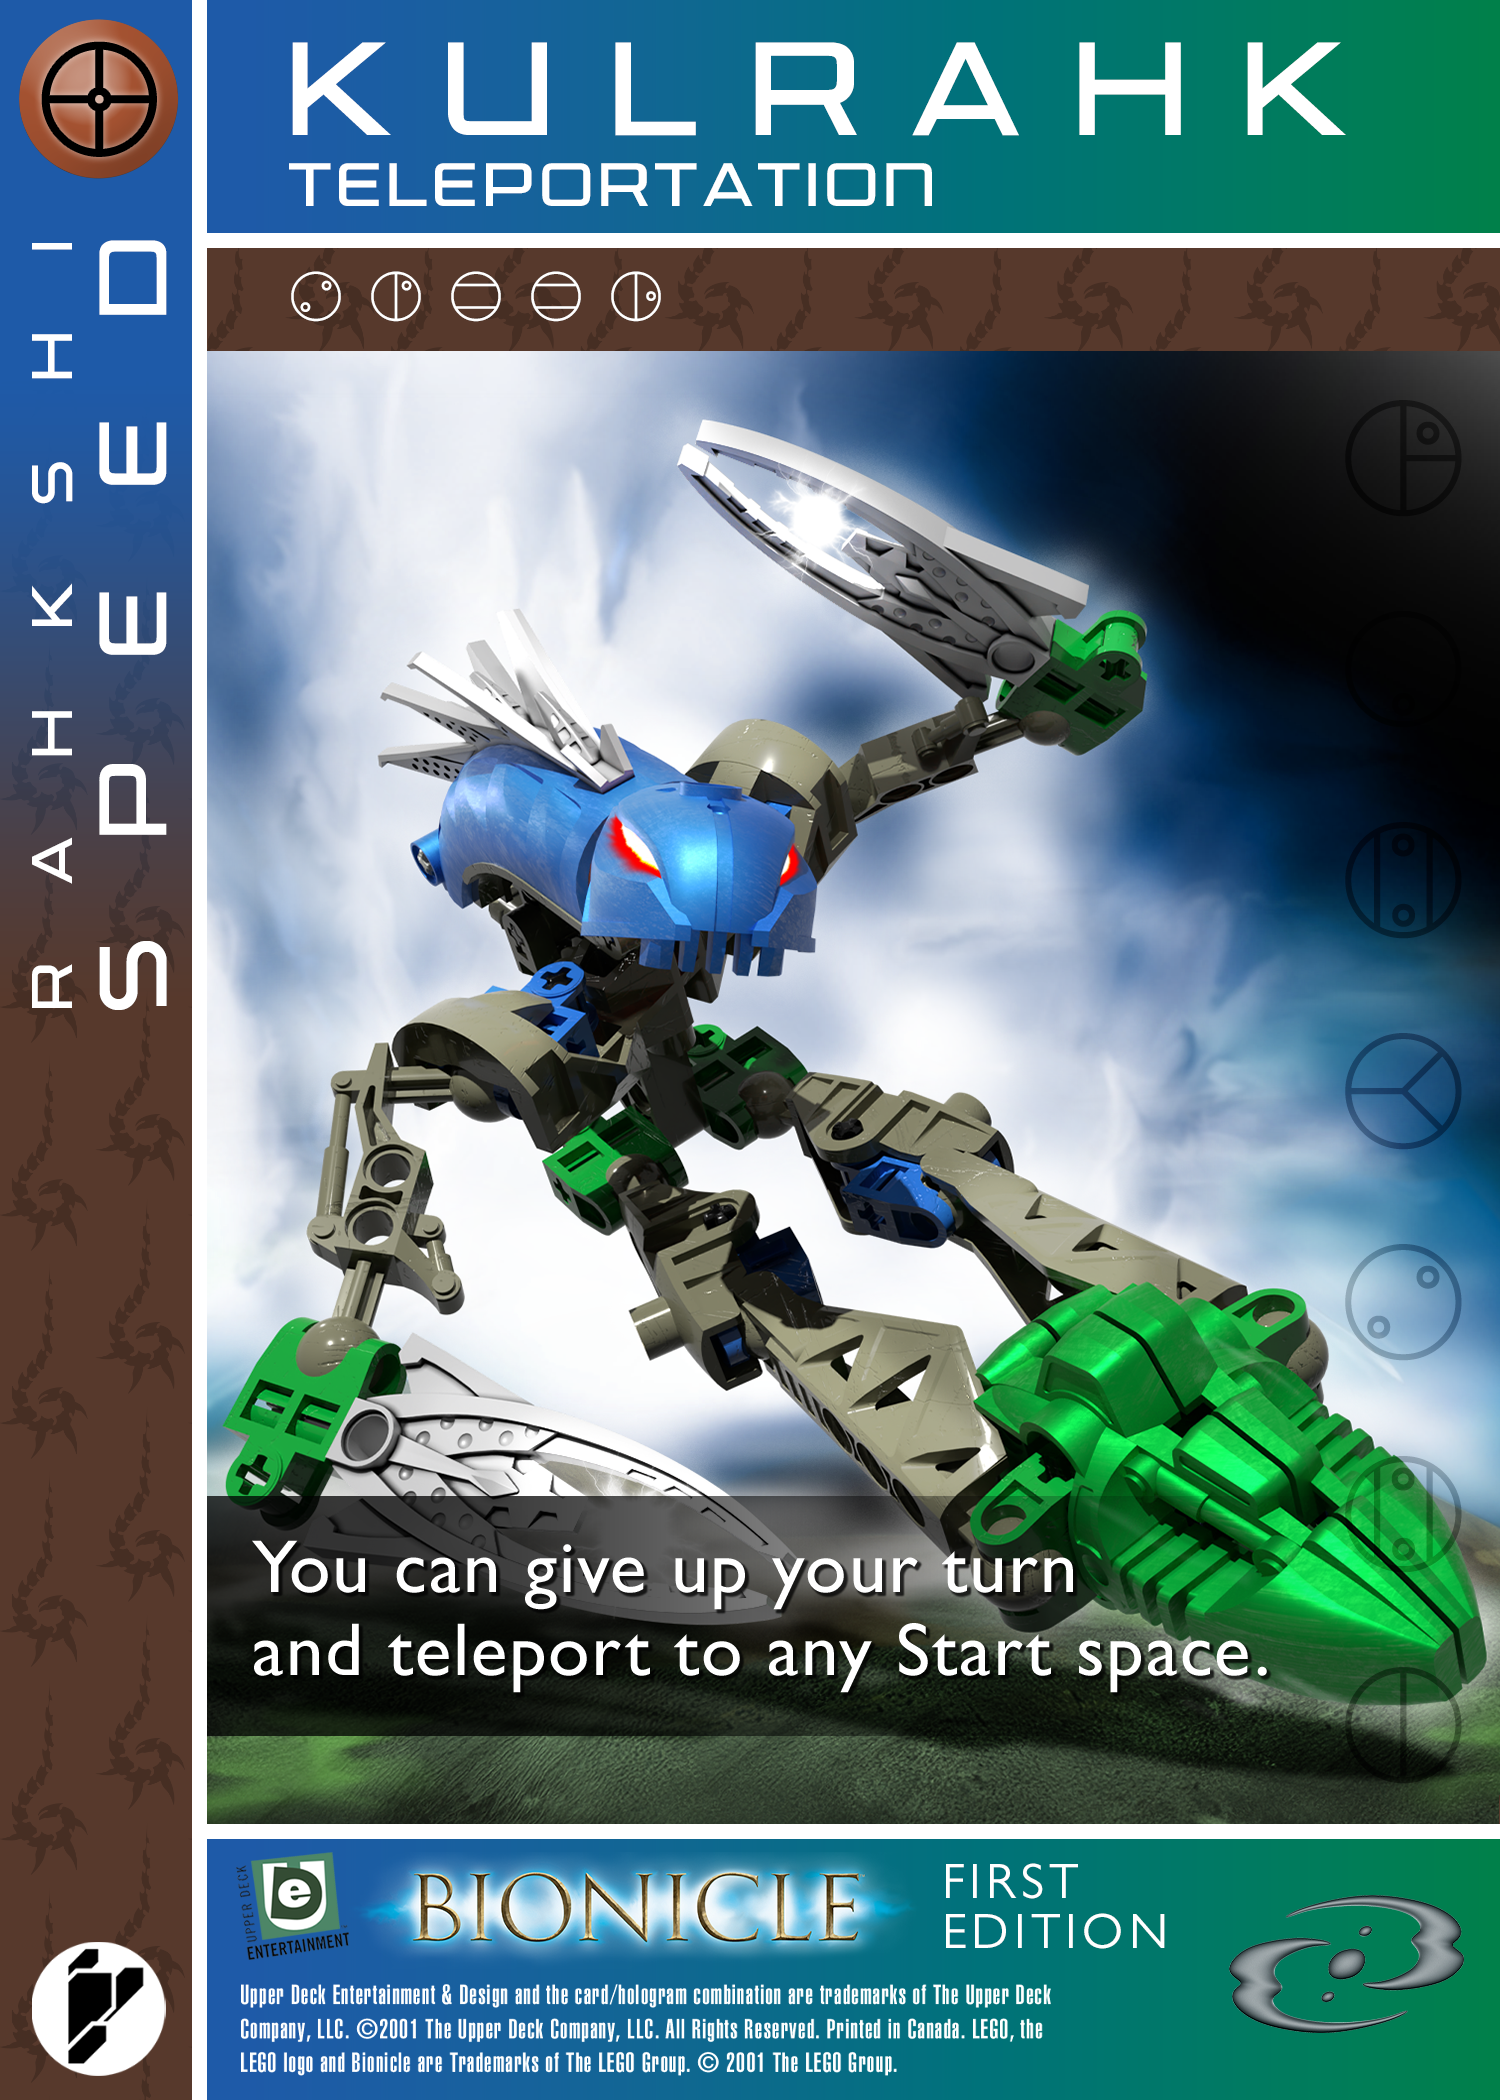 KULRAHK
TELEPORTATION
RAHKSHI
SPEED
You can give up your turn
and teleport to any Start space.
UPPER DECK
e
ENTERTAINMENT
BIONICLE
FIRST
EDITION
Upper Deck Entertainment & Design and the card/hologram combination are trademarks of The Upper Deck
Company, LLC. ©2001 The Upper Deck Company, LLC. All Rights Reserved. Printed in Canada. LEGO, the
LEGO logo and Bionicle are Trademarks of The LEGO Group. © 2001 The LEGO Group.